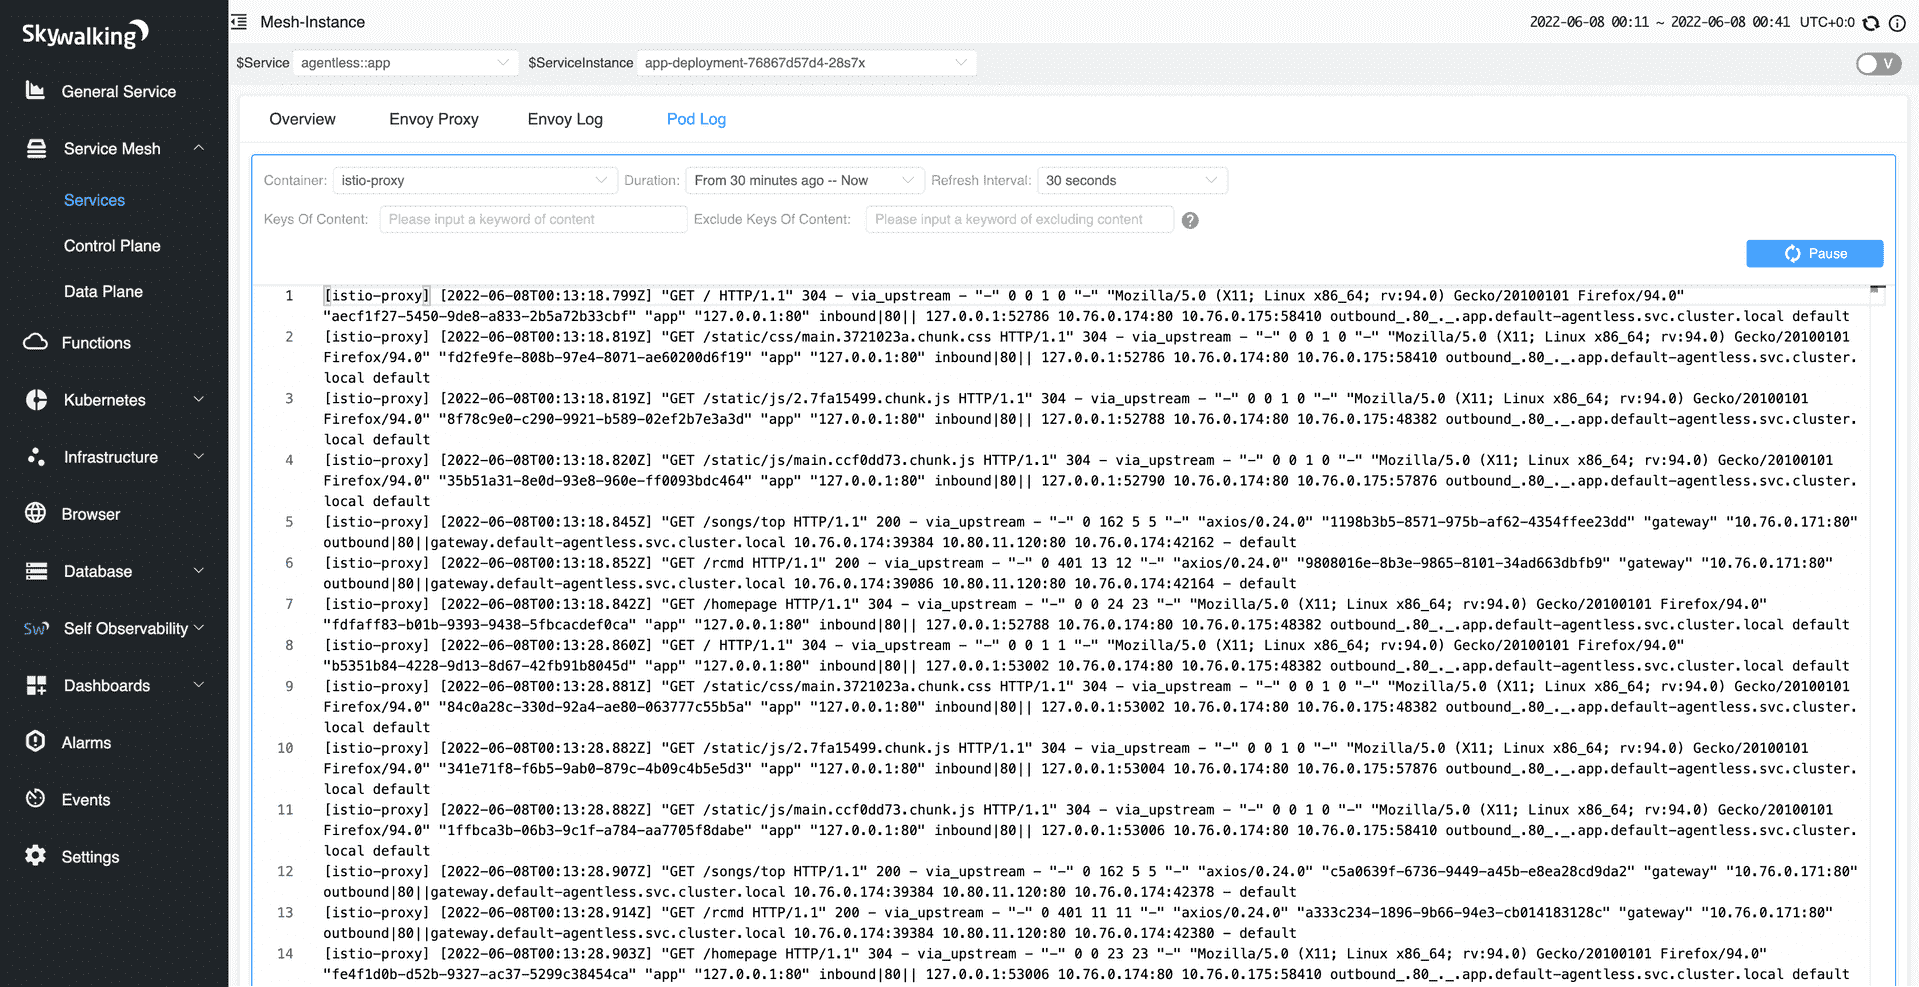 Skywalking
Mesh-Instance
2022-06-08 00:11 ~ 2022-06-08 00:41 UTC+0:0
$Service agentless::app $ServiceInstance app-deployment-76867d57d4-28s7x V
General Service
Service Mesh
Services
Control Plane
Data Plane
Functions
Kubernetes
Infrastructure
Browser
Database
Sw Self Observability
Dashboards
Alarms
Events
Settings
Overview Envoy Proxy Envoy Log Pod Log
Container: istio-proxy Duration: From 30 minutes ago -- Now Refresh Interval: 30 seconds
Keys Of Content: Please input a keyword of content Exclude Keys Of Content: Please input a keyword of excluding content ?
Pause
1 [istio-proxy] [2022-06-08T00:13:18.799Z] "GET / HTTP/1.1" 304 - via_upstream - "-" 0 0 1 0 "-" "Mozilla/5.0 (X11; Linux x86_64; rv:94.0) Gecko/20100101 Firefox/94.0"
"aecf1f27-5450-9de8-a833-2b5a72b33cbf" "app" "127.0.0.1:80" inbound|80|| 127.0.0.1:52786 10.76.0.174:80 10.76.0.175:58410 outbound_.80_._.app.default-agentless.svc.cluster.local default
2 [istio-proxy] [2022-06-08T00:13:18.819Z] "GET /static/css/main.3721023a.chunk.css HTTP/1.1" 304 - via_upstream - "-" 0 0 1 0 "-" "Mozilla/5.0 (X11; Linux x86_64; rv:94.0) Gecko/20100101
Firefox/94.0" "fd2fe9fe-808b-97e4-8071-ae60200d6f19" "app" "127.0.0.1:80" inbound|80|| 127.0.0.1:52786 10.76.0.174:80 10.76.0.175:58410 outbound_.80_._.app.default-agentless.svc.cluster.
local default
3 [istio-proxy] [2022-06-08T00:13:18.819Z] "GET /static/js/2.7fa15499.chunk.js HTTP/1.1" 304 - via_upstream - "-" 0 0 1 0 "-" "Mozilla/5.0 (X11; Linux x86_64; rv:94.0) Gecko/20100101
Firefox/94.0" "8f78c9e0-c290-9921-b589-02ef2b7e3a3d" "app" "127.0.0.1:80" inbound|80|| 127.0.0.1:52788 10.76.0.174:80 10.76.0.175:48382 outbound_.80_._.app.default-agentless.svc.cluster.
local default
4 [istio-proxy] [2022-06-08T00:13:18.820Z] "GET /static/js/main.ccf0dd73.chunk.js HTTP/1.1" 304 - via_upstream - "-" 0 0 1 0 "-" "Mozilla/5.0 (X11; Linux x86_64; rv:94.0) Gecko/20100101
Firefox/94.0" "35b51a31-8e0d-93e8-960e-ff0093bdc464" "app" "127.0.0.1:80" inbound|80|| 127.0.0.1:52790 10.76.0.174:80 10.76.0.175:57876 outbound_.80_._.app.default-agentless.svc.cluster.
local default
5 [istio-proxy] [2022-06-08T00:13:18.845Z] "GET /songs/top HTTP/1.1" 200 - via_upstream - "-" 0 162 5 5 "-" "axios/0.24.0" "1198b3b5-8571-975b-af62-4354ffee23dd" "gateway" "10.76.0.171:80"
outbound|80||gateway.default-agentless.svc.cluster.local 10.76.0.174:39384 10.80.11.120:80 10.76.0.174:42162 - default
6 [istio-proxy] [2022-06-08T00:13:18.852Z] "GET /rcmd HTTP/1.1" 200 - via_upstream - "-" 0 401 13 12 "-" "axios/0.24.0" "9808016e-8b3e-9865-8101-34ad663dbfb9" "gateway" "10.76.0.171:80"
outbound|80||gateway.default-agentless.svc.cluster.local 10.76.0.174:39086 10.80.11.120:80 10.76.0.174:42164 - default
7 [istio-proxy] [2022-06-08T00:13:18.842Z] "GET /homepage HTTP/1.1" 304 - via_upstream - "-" 0 0 24 23 "-" "Mozilla/5.0 (X11; Linux x86_64; rv:94.0) Gecko/20100101 Firefox/94.0"
"fdfaff83-b01b-9393-9438-5fbcacdef0ca" "app" "127.0.0.1:80" inbound|80|| 127.0.0.1:52788 10.76.0.174:80 10.76.0.175:48382 outbound_.80_._.app.default-agentless.svc.cluster.local default
8 [istio-proxy] [2022-06-08T00:13:28.860Z] "GET / HTTP/1.1" 304 - via_upstream - "-" 0 0 1 1 "-" "Mozilla/5.0 (X11; Linux x86_64; rv:94.0) Gecko/20100101 Firefox/94.0"
"b5351b84-4228-9d13-8d67-42fb91b8045d" "app" "127.0.0.1:80" inbound|80|| 127.0.0.1:53002 10.76.0.174:80 10.76.0.175:48382 outbound_.80_._.app.default-agentless.svc.cluster.local default
9 [istio-proxy] [2022-06-08T00:13:28.881Z] "GET /static/css/main.3721023a.chunk.css HTTP/1.1" 304 - via_upstream - "-" 0 0 1 0 "-" "Mozilla/5.0 (X11; Linux x86_64; rv:94.0) Gecko/20100101
Firefox/94.0" "84c0a28c-330d-92a4-ae80-063777c55b5a" "app" "127.0.0.1:80" inbound|80|| 127.0.0.1:53002 10.76.0.174:80 10.76.0.175:48382 outbound_.80_._.app.default-agentless.svc.cluster.
local default
10 [istio-proxy] [2022-06-08T00:13:28.882Z] "GET /static/js/2.7fa15499.chunk.js HTTP/1.1" 304 - via_upstream - "-" 0 0 1 0 "-" "Mozilla/5.0 (X11; Linux x86_64; rv:94.0) Gecko/20100101
Firefox/94.0" "341e71f8-f6b5-9ab0-879c-4b09c4b5e5d3" "app" "127.0.0.1:80" inbound|80|| 127.0.0.1:53004 10.76.0.174:80 10.76.0.175:57876 outbound_.80_._.app.default-agentless.svc.cluster.
local default
11 [istio-proxy] [2022-06-08T00:13:28.882Z] "GET /static/js/main.ccf0dd73.chunk.js HTTP/1.1" 304 - via_upstream - "-" 0 0 1 0 "-" "Mozilla/5.0 (X11; Linux x86_64; rv:94.0) Gecko/20100101
Firefox/94.0" "1ffbca3b-06b3-9c1f-a784-aa7705f8dabe" "app" "127.0.0.1:80" inbound|80|| 127.0.0.1:53006 10.76.0.174:80 10.76.0.175:58410 outbound_.80_._.app.default-agentless.svc.cluster.
local default
12 [istio-proxy] [2022-06-08T00:13:28.907Z] "GET /songs/top HTTP/1.1" 200 - via_upstream - "-" 0 162 5 5 "-" "axios/0.24.0" "c5a0639f-6736-9449-a45b-e8ea28cd9da2" "gateway" "10.76.0.171:80"
outbound|80||gateway.default-agentless.svc.cluster.local 10.76.0.174:39384 10.80.11.120:80 10.76.0.174:42378 - default
13 [istio-proxy] [2022-06-08T00:13:28.914Z] "GET /rcmd HTTP/1.1" 200 - via_upstream - "-" 0 401 11 11 "-" "axios/0.24.0" "a333c234-1896-9b66-94e3-cb014183128c" "gateway" "10.76.0.171:80"
outbound|80||gateway.default-agentless.svc.cluster.local 10.76.0.174:39384 10.80.11.120:80 10.76.0.174:42380 - default
14 [istio-proxy] [2022-06-08T00:13:28.903Z] "GET /homepage HTTP/1.1" 304 - via_upstream - "-" 0 0 23 23 "-" "Mozilla/5.0 (X11; Linux x86_64; rv:94.0) Gecko/20100101 Firefox/94.0"
"fe4f1d0b-d52b-9327-ac37-5299c38454ca" "app" "127.0.0.1:80" inbound|80|| 127.0.0.1:53006 10.76.0.174:80 10.76.0.175:58410 outbound_.80_._.app.default-agentless.svc.cluster.local default